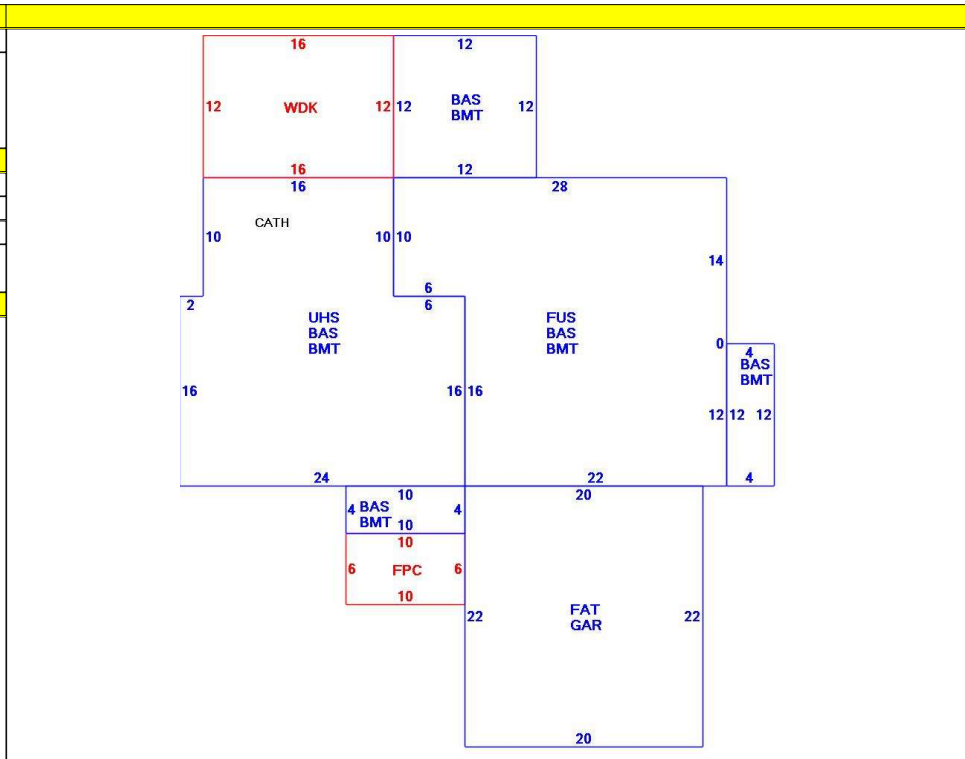 16 12
12 WDK 12 12 BAS 12
BMT
16 12
16 28
CATH
10 10 10
14
6
2 6
UHS FUS
BAS BAS
BMT BMT
0 4
BAS
BMT
16 16 16
12 12 12
24 22 4
10 20
4 BAS 4
BMT 10
10
6 FPC 6
10
22 FAT 22
GAR
20